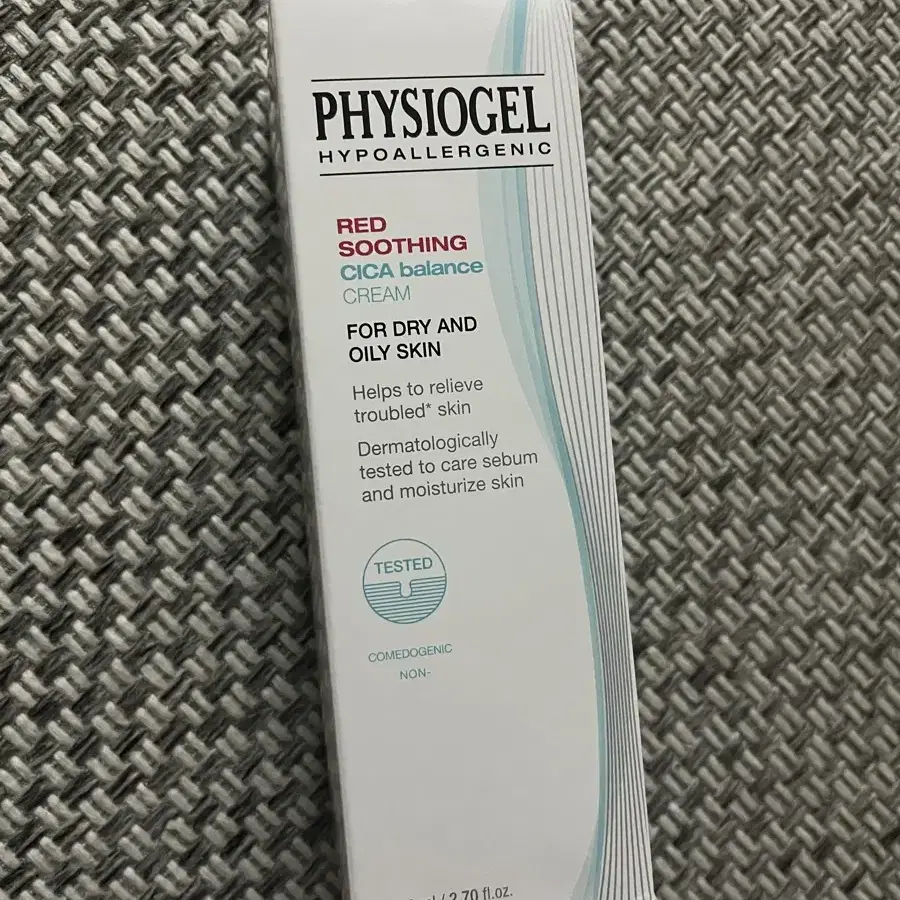 PHYSIOGEL
HYPOALLERGENIC
RED
SOOTHING
CICA balance
CREAM
FOR DRY AND
OILY SKIN
Helps to relieve
troubled* skin
Dermatologically
tested to care sebum
and moisturize skin
TESTED
COMEDOGENIC
NON-
/ 2.70 fl.oz.